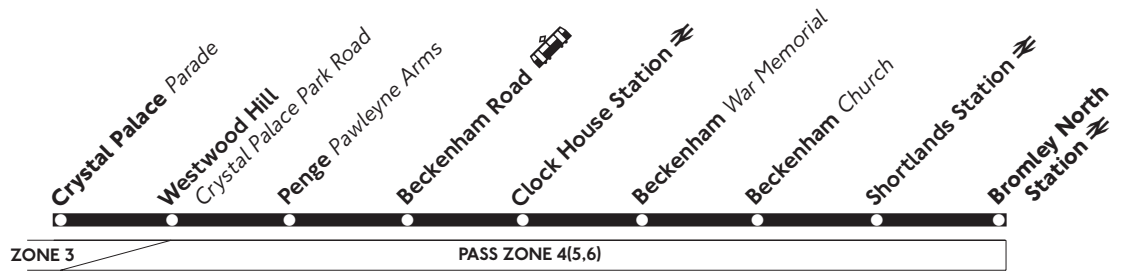 Crystal Palace Parade
Westwood Hill
Crystal Palace Park Road
Penge Pawleyne Arms
Beckenham Road
Clock House Station
Beckenham War Memorial
Beckenham Church
Shortlands Station
Bromley North
Station
ZONE 3
PASS ZONE 4(5,6)